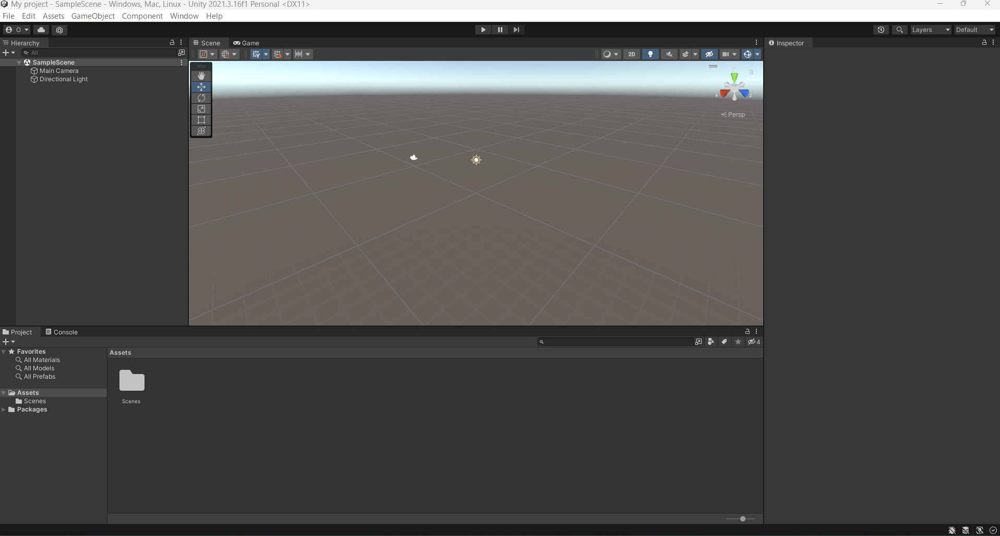 My project - SampleScene - Windows, Mac, Linux - Unity 2021.3.16f1 Personal <DX11>
File Edit Assets GameObject Component Window Help
O Layers Default
Hierarchy
All
SampleScene
Main Camera
Directional Light
Scene Game
2D
y
x z
Persp
Inspector
Project Console
4
Favorites
All Materials
All Models
All Prefabs
Assets
Scenes
Packages
Assets
Scenes